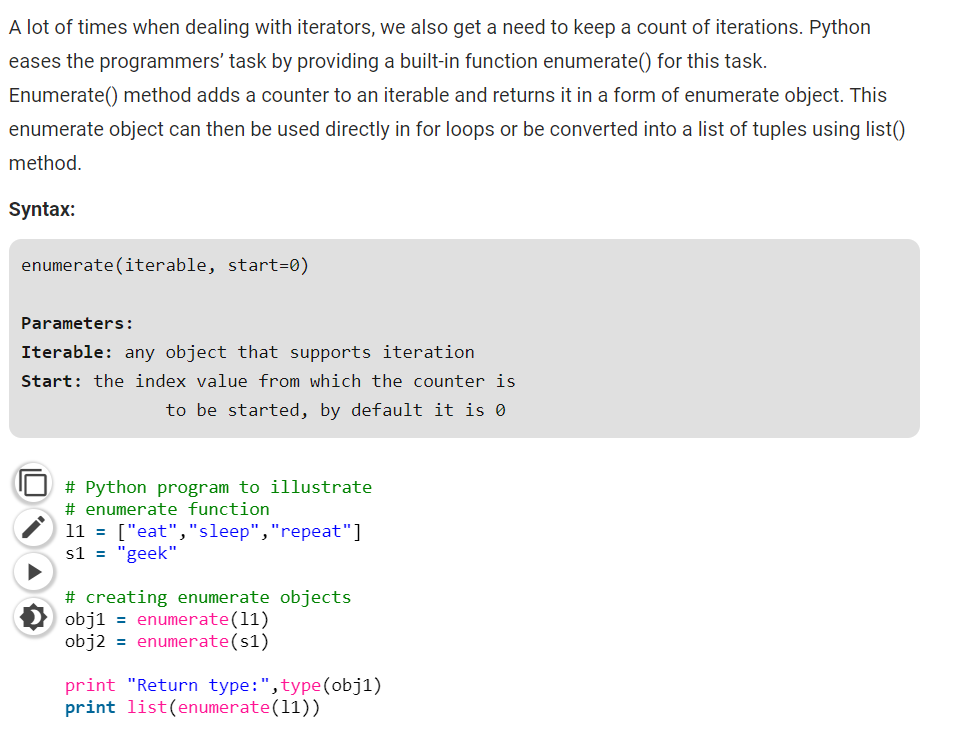 A lot of times when dealing with iterators, we also get a need to keep a count of iterations. Python
eases the programmers’ task by providing a built-in function enumerate() for this task.
Enumerate() method adds a counter to an iterable and returns it in a form of enumerate object. This
enumerate object can then be used directly in for loops or be converted into a list of tuples using list()
method.
Syntax:
enumerate(iterable, start=0)
Parameters:
Iterable: any object that supports iteration
Start: the index value from which the counter is
to be started, by default it is 0
# Python program to illustrate
# enumerate function
l1 = ["eat","sleep","repeat"]
s1 = "geek"
# creating enumerate objects
obj1 = enumerate(l1)
obj2 = enumerate(s1)
print "Return type:",type(obj1)
print list(enumerate(l1))